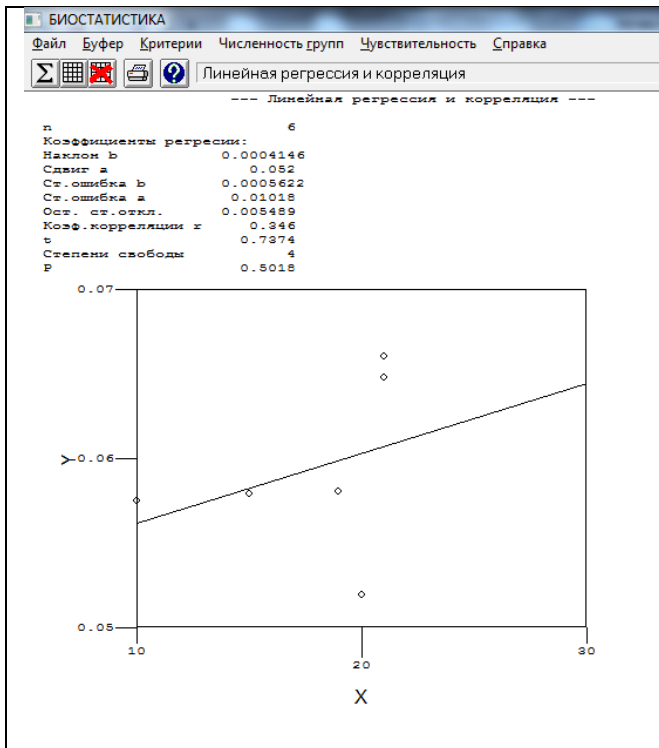 БИОСТАТИСТИКА
Файл Буфер Критерии Численность групп Чувствительность Справка
Σ ? Линейная регрессия и корреляция
--- Линейная регрессия и корреляция ---
n 6
Коэффициенты регресии:
Наклон b 0.0004146
Сдвиг a 0.052
Ст.ошибка b 0.0005622
Ст.ошибка a 0.01018
Ост. ст.откл. 0.005489
Коэф.корреляции r 0.346
t 0.7374
Степени свободы 4
P 0.5018
0.07
Y 0.06
0.05
10 20 30
X